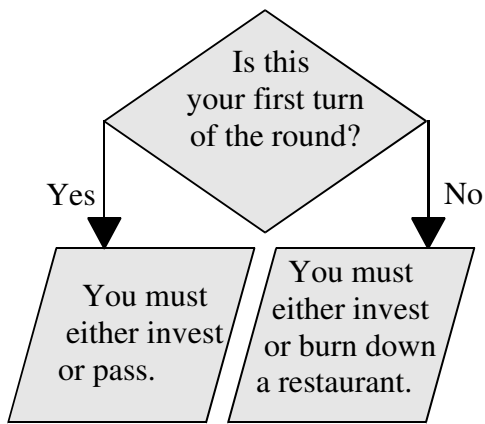 Is this
your first turn
of the round?
Yes
No
You must
either invest
or pass.
You must
either invest
or burn down
a restaurant.